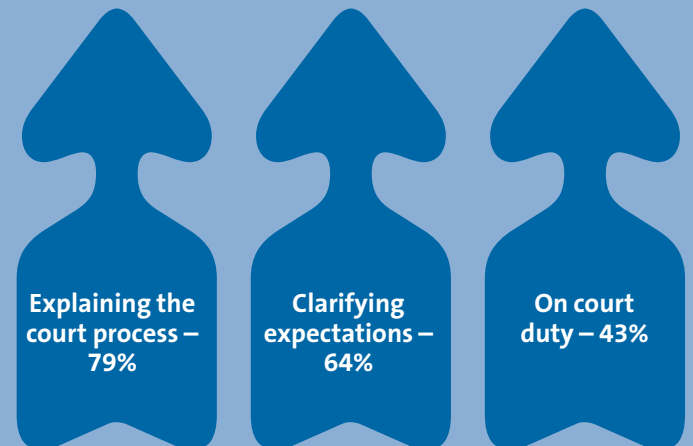 Explaining the
court process –
79%
Clarifying
expectations –
64%
On court
duty – 43%